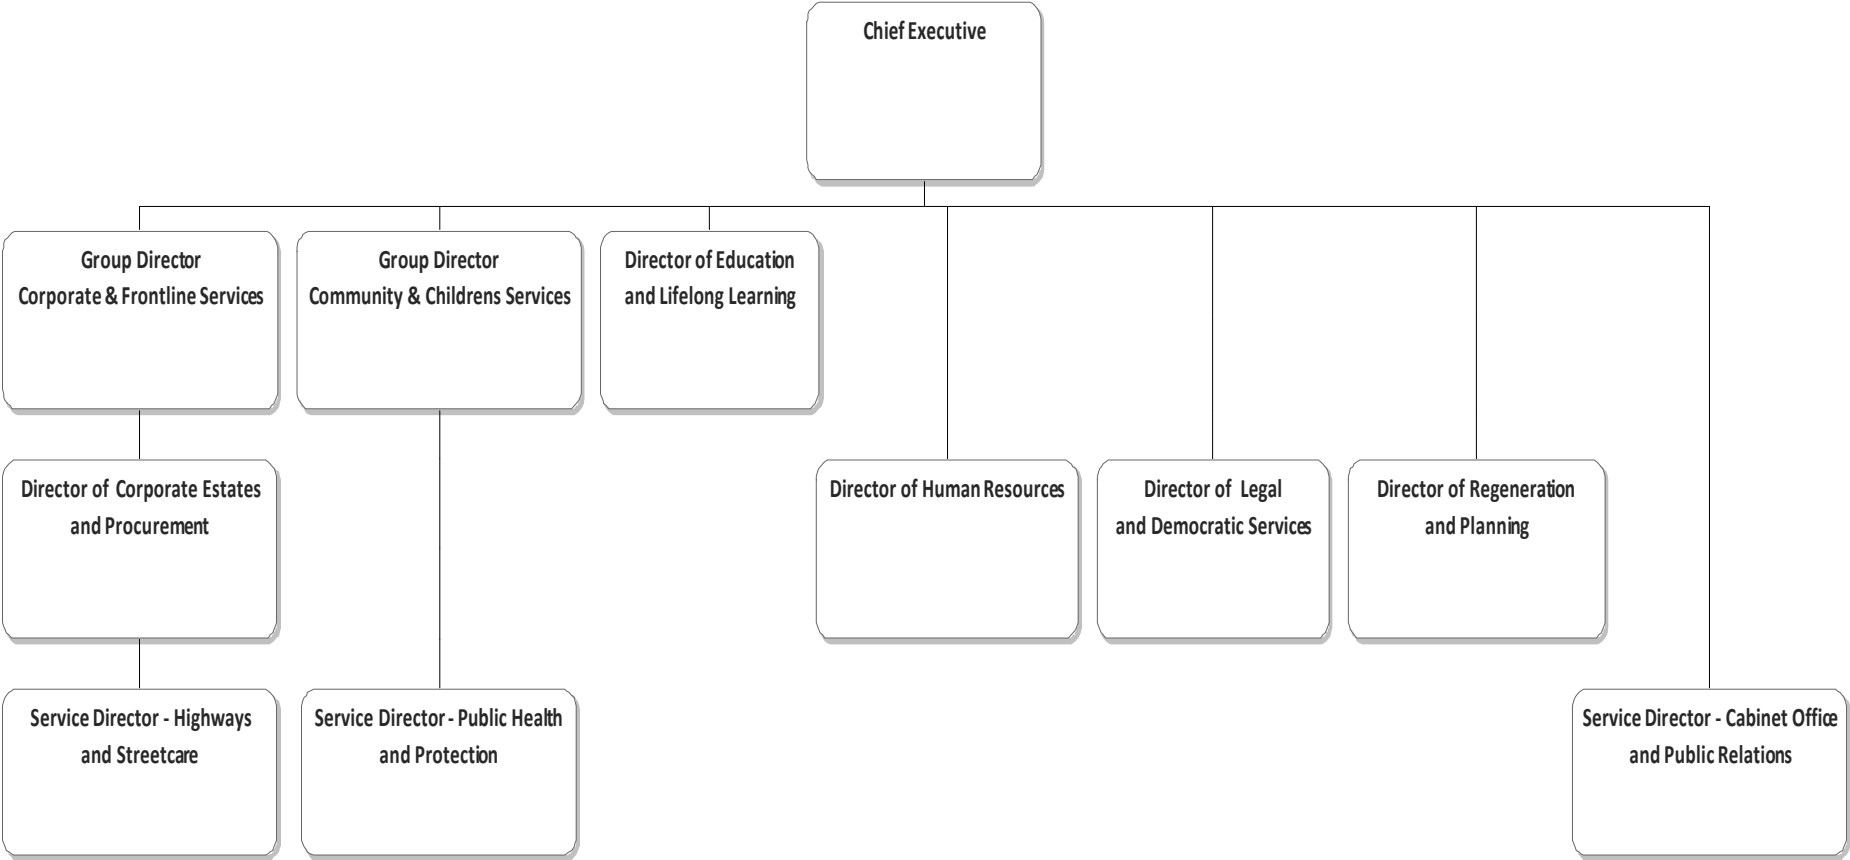 Chief Executive
Group Director
Corporate & Frontline Services
Group Director
Community & Childrens Services
Director of Education
and Lifelong Learning
Director of Corporate Estates
and Procurement
Director of Human Resources
Director of Legal
and Democratic Services
Director of Regeneration
and Planning
Service Director - Highways
and Streetcare
Service Director - Public Health
and Protection
Service Director - Cabinet Office
and Public Relations